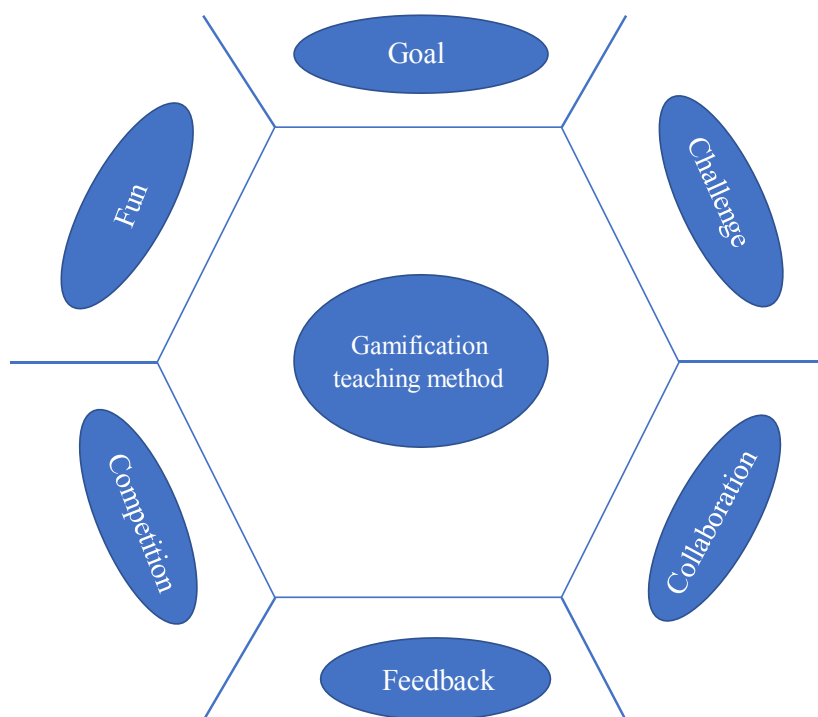 Goal
Fun
Challenge
Gamification
teaching method
Competition
Collaboration
Feedback